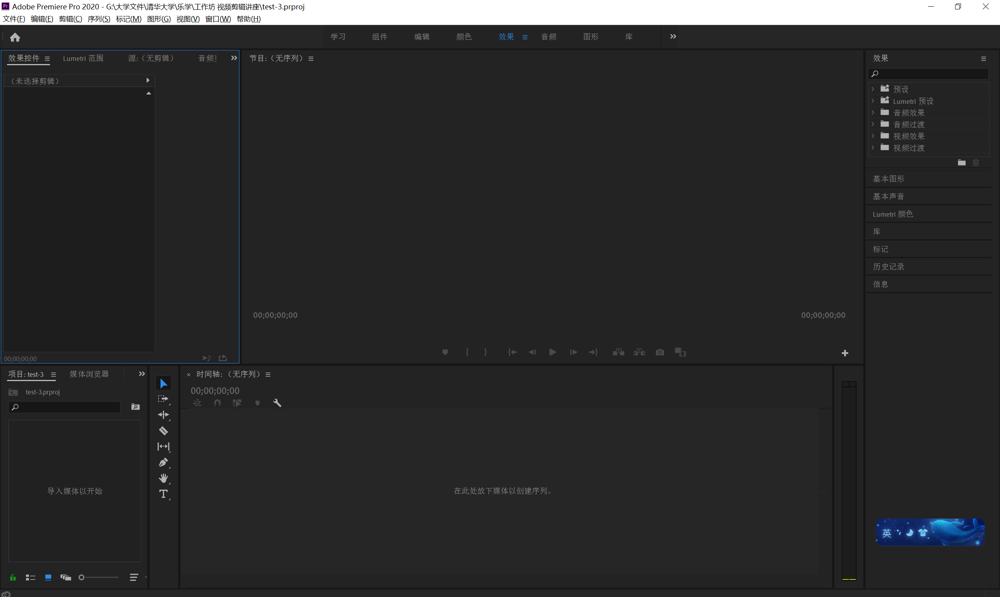 Adobe Premiere Pro 2020 - G:\大学文件\清华大学\乐学\工作坊 视频剪辑讲座\test-3.prproj
文件(F) 编辑(E) 剪辑(C) 序列(S) 标记(M) 图形(G) 视图(V) 窗口(W) 帮助(H)
学习 组件 编辑 颜色 效果 音频 图形 库
效果控件 Lumetri 范围 源:（无剪辑） 音频
（未选择剪辑）
00;00;00;00
节目:（无序列）
00;00;00;00 00;00;00;00
效果
预设
Lumetri 预设
音频效果
音频过渡
视频效果
视频过渡
基本图形
基本声音
Lumetri 颜色
库
标记
历史记录
信息
项目: test-3 媒体浏览器
test-3.prproj
导入媒体以开始
× 时间轴:（无序列）
00;00;00;00
在此处放下媒体以创建序列。
英